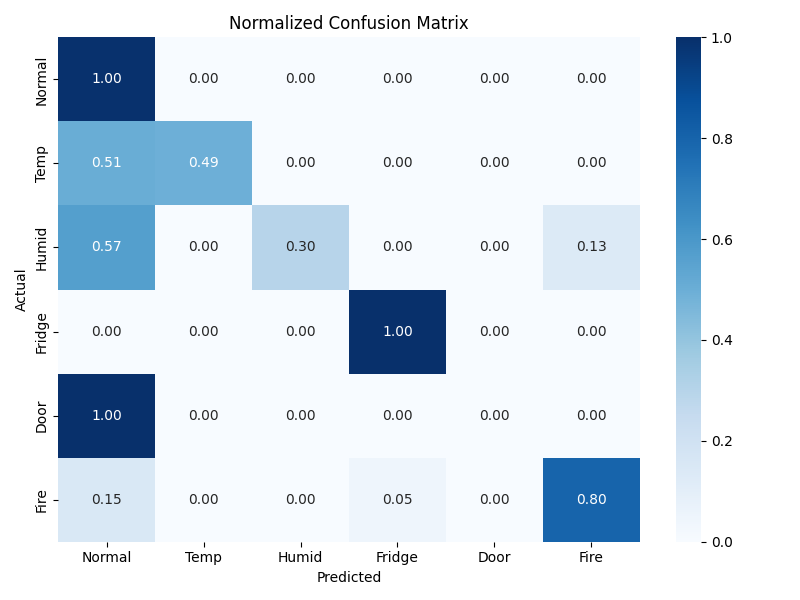 Normalized Confusion Matrix
Normal 1.00 0.00 0.00 0.00 0.00 0.00
Temp 0.51 0.49 0.00 0.00 0.00 0.00
Humid 0.57 0.00 0.30 0.00 0.00 0.13
Fridge 0.00 0.00 0.00 1.00 0.00 0.00
Door 1.00 0.00 0.00 0.00 0.00 0.00
Fire 0.15 0.00 0.00 0.05 0.00 0.80
Actual
Normal Temp Humid Fridge Door Fire
Predicted
1.0
0.8
0.6
0.4
0.2
0.0